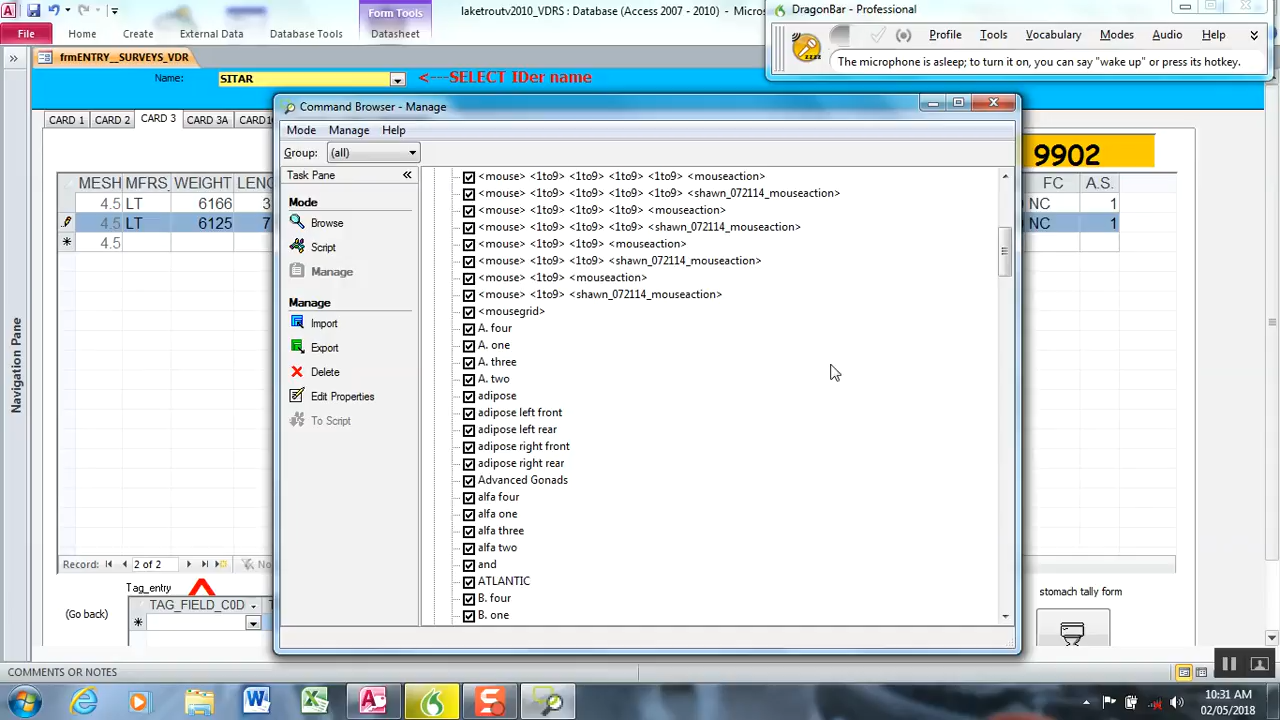 laketroutv2010_VDRS : Database (Access 2007 - 2010) - Micros
Form Tools
DragonBar - Professional
File Home Create External Data Database Tools Datasheet
Profile Tools Vocabulary Modes Audio Help
The microphone is asleep; to turn it on, you can say "wake up" or press its hotkey.
frmENTRY__SURVEYS_VDR
Name: SITAR <---SELECT IDer name
Command Browser - Manage
CARD 1 CARD 2 CARD 3 CARD 3A CARD1
Mode Manage Help
Group: (all)
9902
Task Pane
MESH MFRS_ WEIGHT LENG FC A.S.
4.5 LT 6166 3 NC 1
4.5 LT 6125 7 NC 1
4.5
Mode
Browse
Script
Manage
Manage
Import
Export
Delete
Edit Properties
To Script
<mouse> <1to9> <1to9> <1to9> <1to9> <mouseaction>
<mouse> <1to9> <1to9> <1to9> <1to9> <shawn_072114_mouseaction>
<mouse> <1to9> <1to9> <1to9> <mouseaction>
<mouse> <1to9> <1to9> <1to9> <shawn_072114_mouseaction>
<mouse> <1to9> <1to9> <mouseaction>
<mouse> <1to9> <1to9> <shawn_072114_mouseaction>
<mouse> <1to9> <mouseaction>
<mouse> <1to9> <shawn_072114_mouseaction>
<mousegrid>
A. four
A. one
A. three
A. two
adipose
adipose left front
adipose left rear
adipose right front
adipose right rear
Advanced Gonads
alfa four
alfa one
alfa three
alfa two
and
ATLANTIC
B. four
B. one
Navigation Pane
Record: 2 of 2 No
Tag_entry
stomach tally form
(Go back)
TAG_FIELD_C0D T
COMMENTS OR NOTES
10:31 AM
02/05/2018